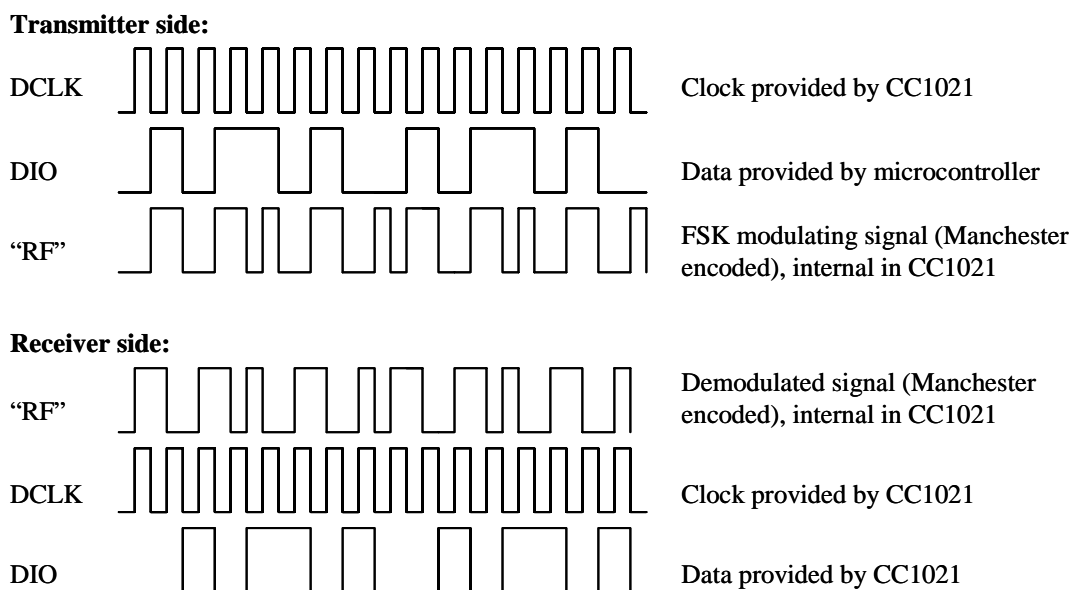 Transmitter side:
DCLK
Clock provided by CC1021
DIO
Data provided by microcontroller
“RF”
FSK modulating signal (Manchester
encoded), internal in CC1021
Receiver side:
“RF”
Demodulated signal (Manchester
encoded), internal in CC1021
DCLK
Clock provided by CC1021
DIO
Data provided by CC1021